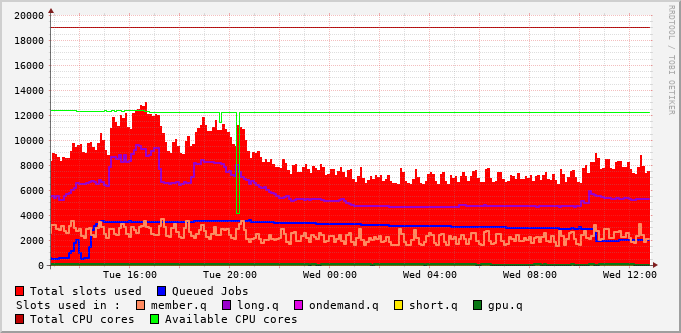 20000
18000
16000
14000
12000
10000
8000
6000
4000
2000
0
Tue 16:00 Tue 20:00 Wed 00:00 Wed 04:00 Wed 08:00 Wed 12:00
RRDTOOL / TOBI OETIKER
Total slots used Queued Jobs
Slots used in : member.q long.q ondemand.q short.q gpu.q
Total CPU cores Available CPU cores